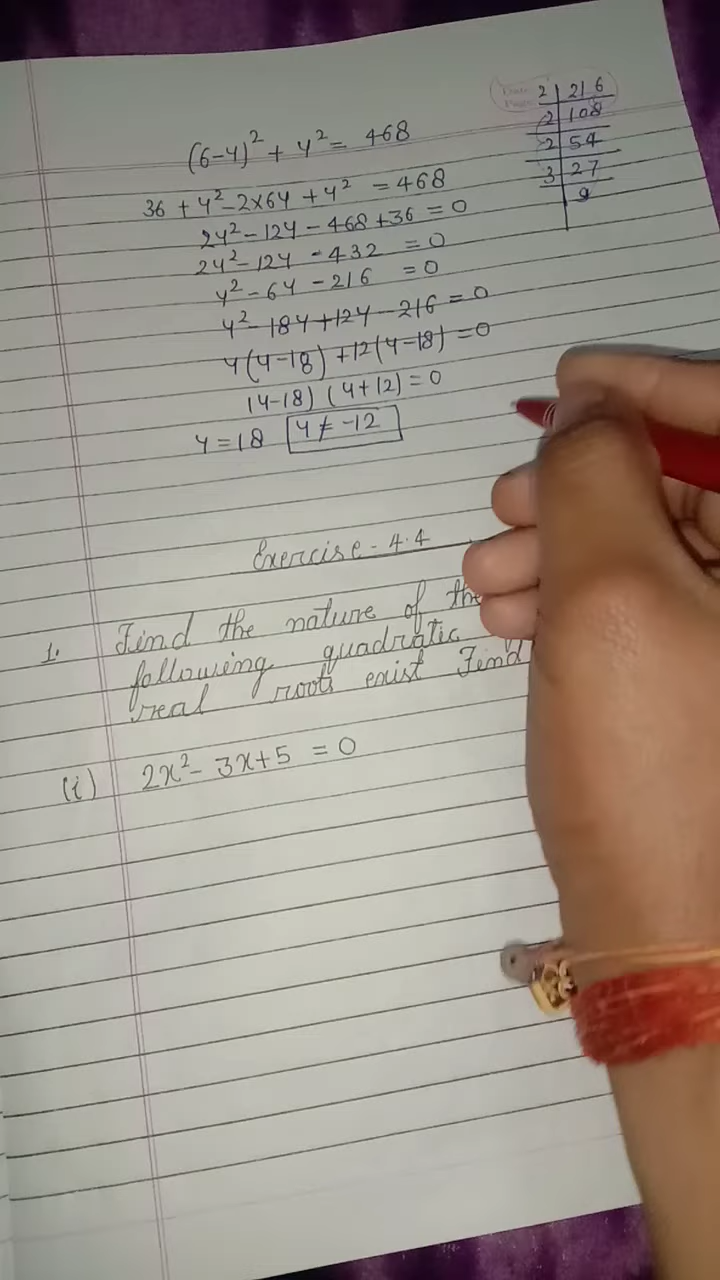 (6-y)² + y² = 468
36 + y² - 2x6y + y² = 468
2y² - 12y - 468 + 36 = 0
2y² - 12y - 432 = 0
y² - 6y - 216 = 0
y² - 18y + 12y - 216 = 0
y(y-18) + 12(y-18) = 0
(y-18) (y+12) = 0
y = 18 y ≠ -12
2 | 216
2 | 108
2 | 54
3 | 27
9
Exercise - 4.4
1. Find the nature of the
following quadratic
real roots exist Find
(i) 2x² - 3x + 5 = 0